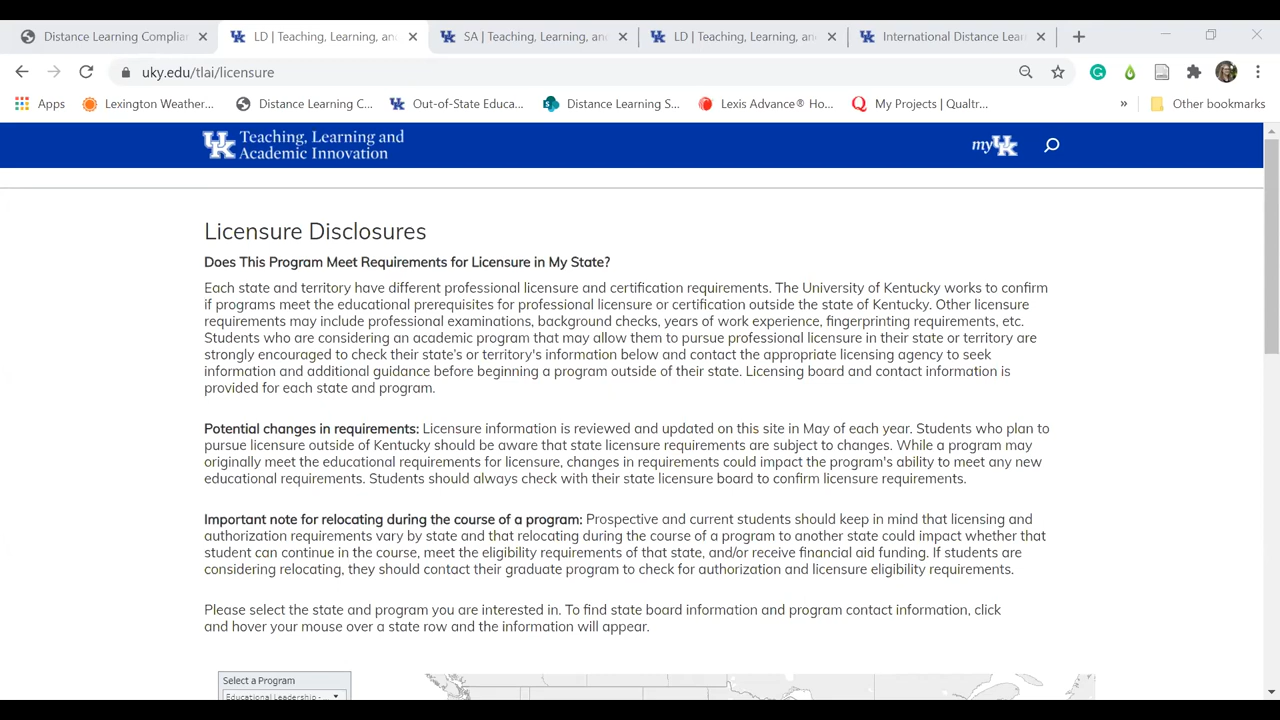 Distance Learning Complian
LD | Teaching, Learning, and
SA | Teaching, Learning, and
LD | Teaching, Learning, and
International Distance Lear
uky.edu/tlai/licensure
Apps
Lexington Weather...
Distance Learning C...
Out-of-State Educa...
Distance Learning S...
Lexis Advance® Ho...
My Projects | Qualtr...
»
Other bookmarks
UK Teaching, Learning and
Academic Innovation
myUK
Licensure Disclosures
Does This Program Meet Requirements for Licensure in My State?
Each state and territory have different professional licensure and certification requirements. The University of Kentucky works to confirm
if programs meet the educational prerequisites for professional licensure or certification outside the state of Kentucky. Other licensure
requirements may include professional examinations, background checks, years of work experience, fingerprinting requirements, etc.
Students who are considering an academic program that may allow them to pursue professional licensure in their state or territory are
strongly encouraged to check their state's or territory's information below and contact the appropriate licensing agency to seek
information and additional guidance before beginning a program outside of their state. Licensing board and contact information is
provided for each state and program.
Potential changes in requirements: Licensure information is reviewed and updated on this site in May of each year. Students who plan to
pursue licensure outside of Kentucky should be aware that state licensure requirements are subject to changes. While a program may
originally meet the educational requirements for licensure, changes in requirements could impact the program's ability to meet any new
educational requirements. Students should always check with their state licensure board to confirm licensure requirements.
Important note for relocating during the course of a program: Prospective and current students should keep in mind that licensing and
authorization requirements vary by state and that relocating during the course of a program to another state could impact whether that
student can continue in the course, meet the eligibility requirements of that state, and/or receive financial aid funding. If students are
considering relocating, they should contact their graduate program to check for authorization and licensure eligibility requirements.
Please select the state and program you are interested in. To find state board information and program contact information, click
and hover your mouse over a state row and the information will appear.
Select a Program
Educational Leadership -